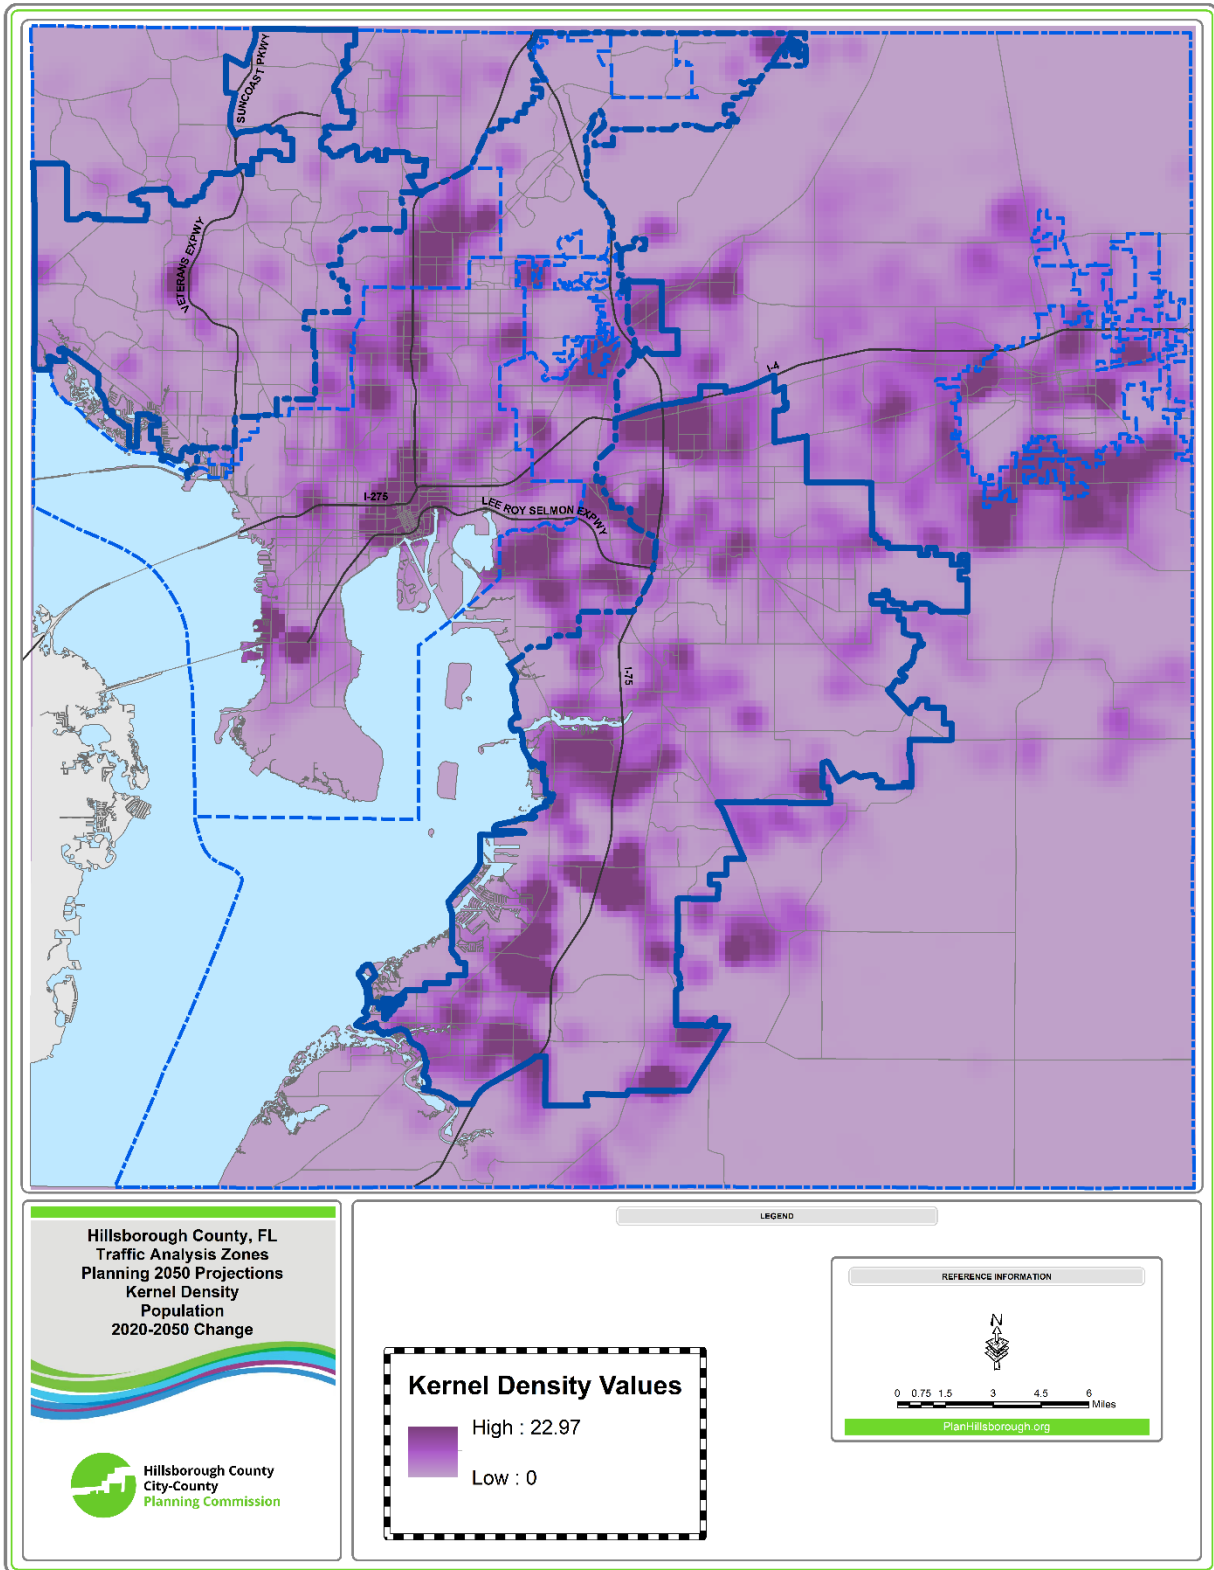 SUNCOAST PKWY
VETERANS EXPWY
I-4
I-275
LEE ROY SELMON EXPWY
I-75
Hillsborough County, FL
Traffic Analysis Zones
Planning 2050 Projections
Kernel Density
Population
2020-2050 Change
Hillsborough County
City-County
Planning Commission
LEGEND
Kernel Density Values
High : 22.97
Low : 0
REFERENCE INFORMATION
N
0 0.75 1.5 3 4.5 6
Miles
PlanHillsborough.org